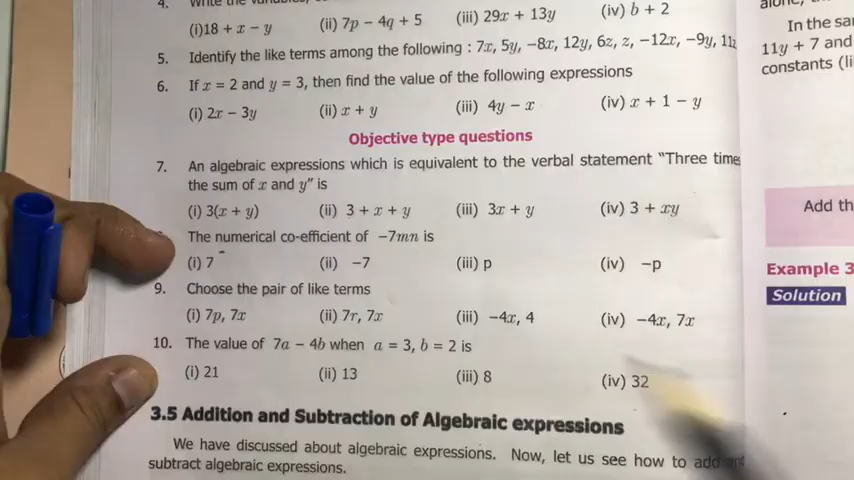 4.
(i)18 + x − y (ii) 7p − 4q + 5 (iii) 29x + 13y (iv) b + 2
5. Identify the like terms among the following : 7x, 5y, −8x, 12y, 6z, z, −12x, −9y, 11z
6. If x = 2 and y = 3, then find the value of the following expressions
(i) 2x − 3y (ii) x + y (iii) 4y − x (iv) x + 1 − y
Objective type questions
7. An algebraic expressions which is equivalent to the verbal statement “Three time
the sum of x and y” is
(i) 3(x + y) (ii) 3 + x + y (iii) 3x + y (iv) 3 + xy
The numerical co-efficient of −7mn is
(i) 7 (ii) −7 (iii) p (iv) −p
9. Choose the pair of like terms
(i) 7p, 7x (ii) 7r, 7x (iii) −4x, 4 (iv) −4x, 7x
10. The value of 7a − 4b when a = 3, b = 2 is
(i) 21 (ii) 13 (iii) 8 (iv) 32
3.5 Addition and Subtraction of Algebraic expressions
We have discussed about algebraic expressions. Now, let us see how to add
subtract algebraic expressions.
In the sa
11y + 7 and
constants (li
Add th
Example 3
Solution